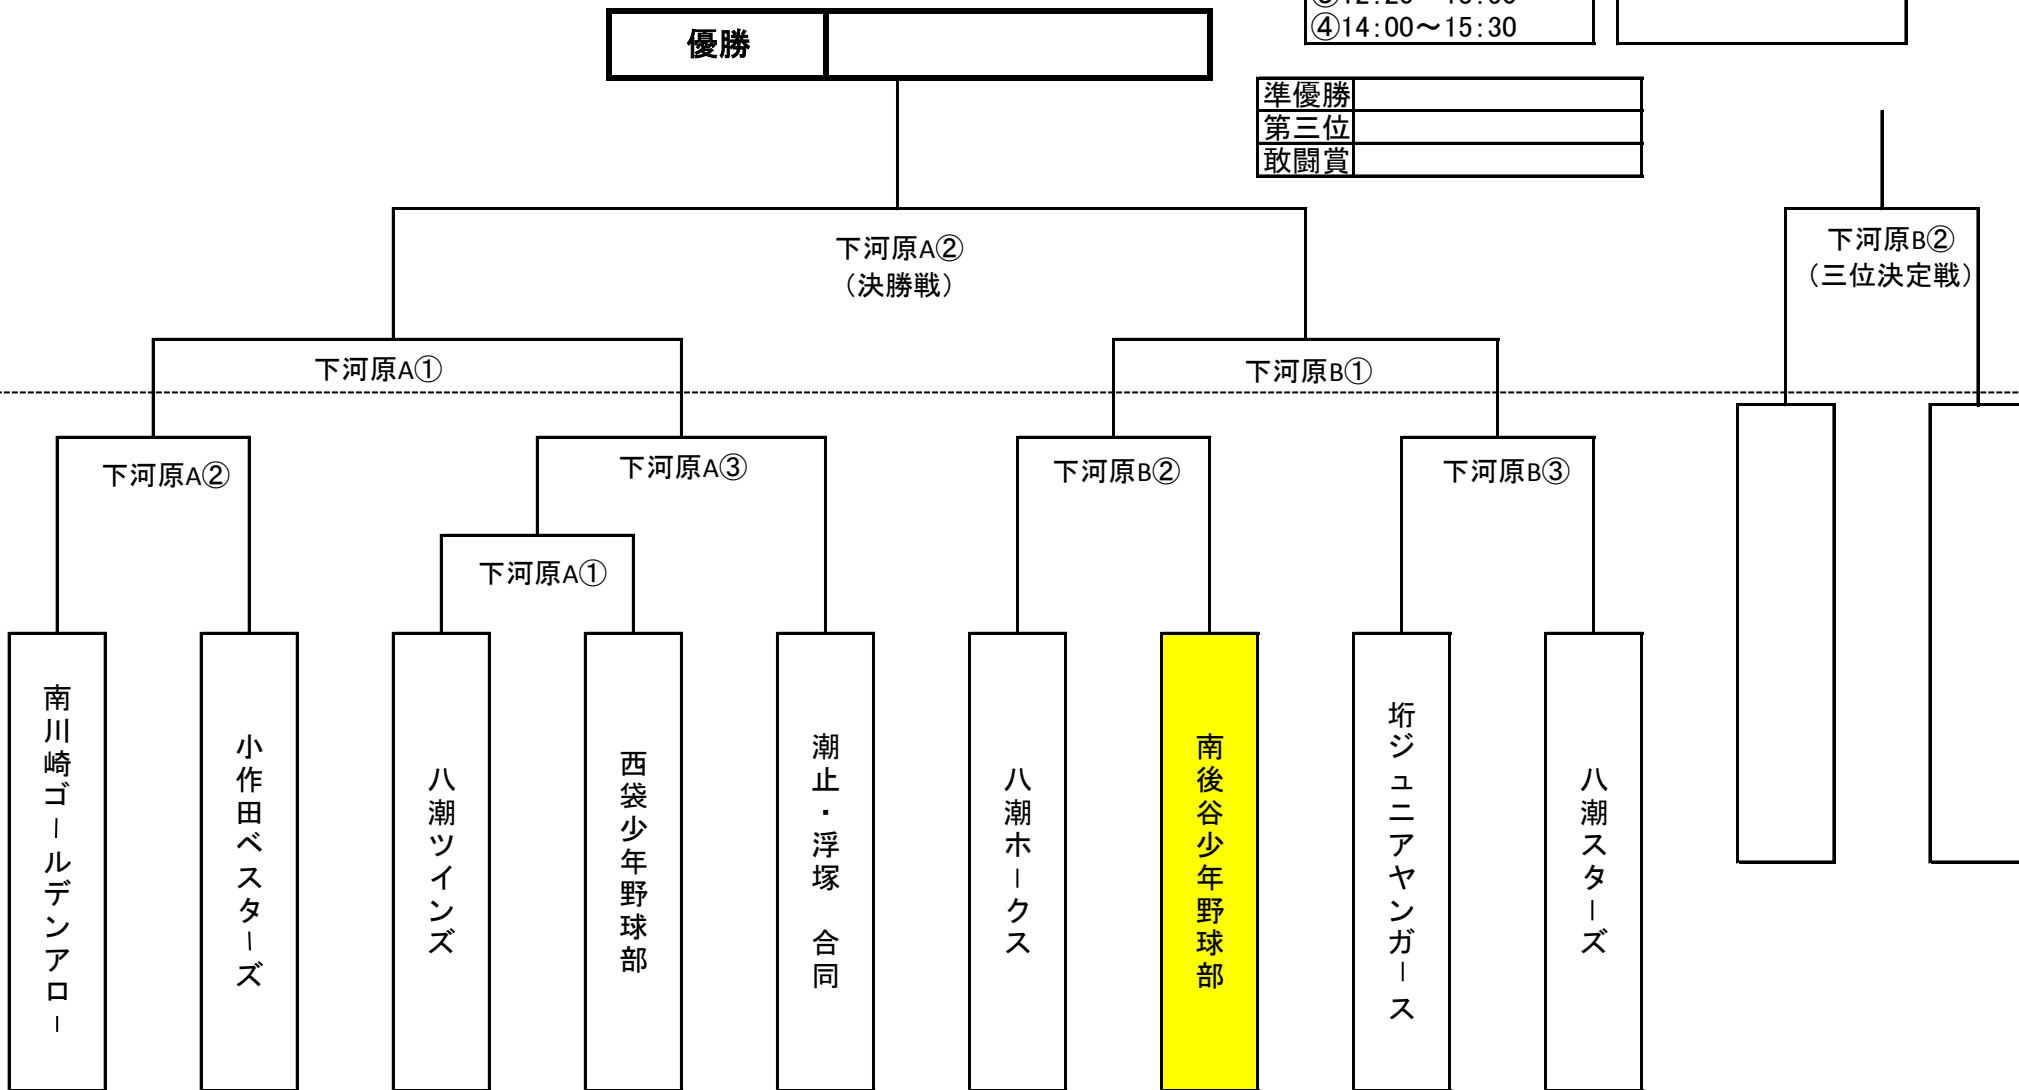 ④14:00～15:30
優勝
準優勝
第三位
敢闘賞
下河原A②
（決勝戦）
下河原B②
（三位決定戦）
下河原A①
下河原B①
下河原A②
下河原A③
下河原B②
下河原B③
下河原A①
南川崎ゴールデンアロー
小作田ベスターズ
八潮ツインズ
西袋少年野球部
潮止・浮塚　合同
八潮ホークス
南後谷少年野球部
垳ジュニアヤンガース
八潮スターズ